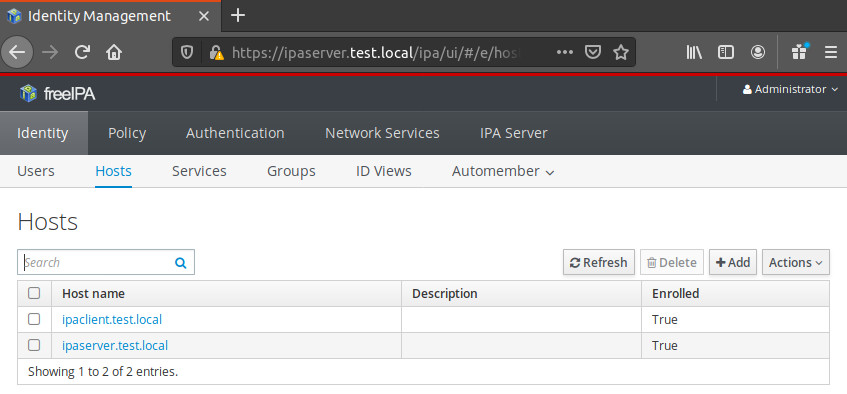 Identity Management
https://ipaserver.test.local/ipa/ui/#/e/hos
freeIPA
Administrator
Identity Policy Authentication Network Services IPA Server
Users Hosts Services Groups ID Views Automember
Hosts
Search Refresh Delete Add Actions
Host name Description Enrolled
ipaclient.test.local True
ipaserver.test.local True
Showing 1 to 2 of 2 entries.